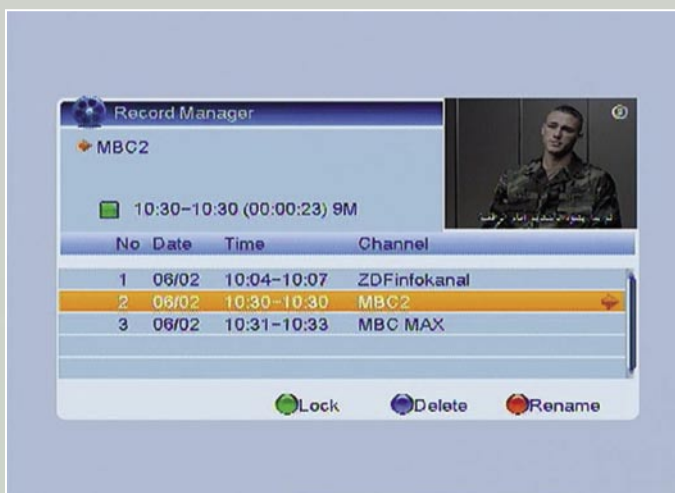 Record Manager
MBC2
10:30-10:30 (00:00:23) 9M
No Date Time Channel
1 06/02 10:04-10:07 ZDFinfokanal
2 06/02 10:30-10:30 MBC2
3 06/02 10:31-10:33 MBC MAX
Lock Delete Rename